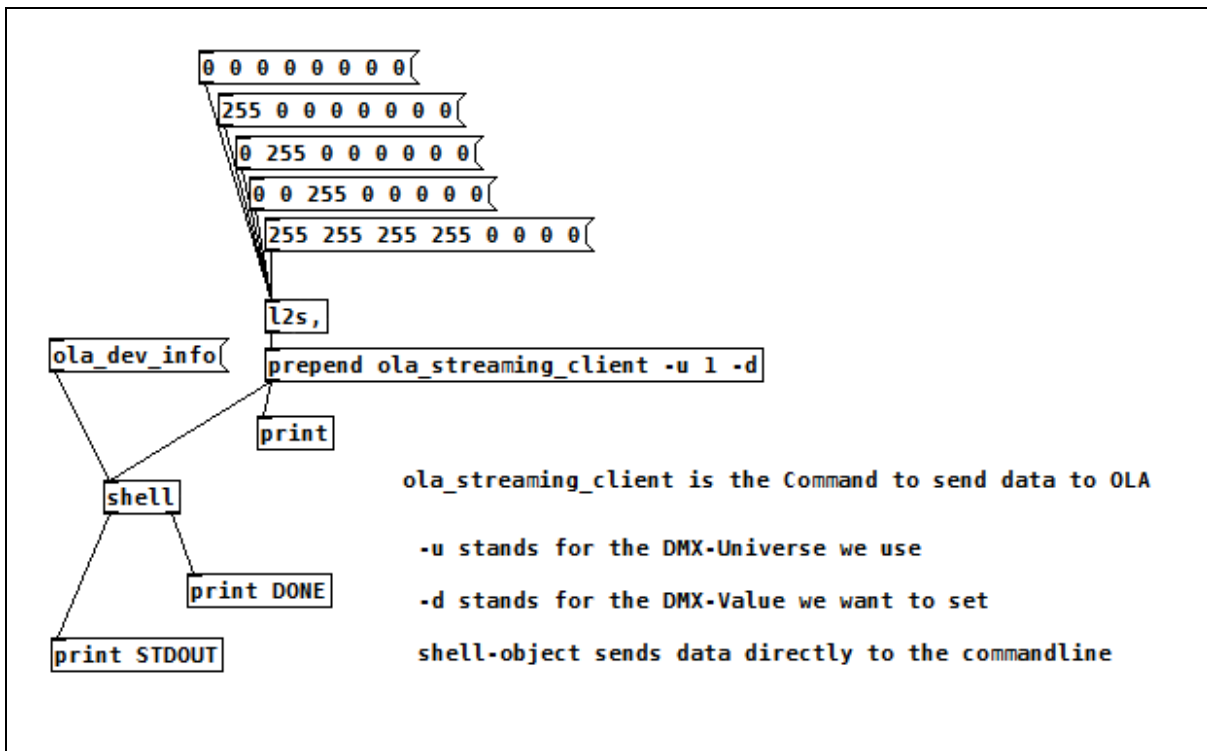 0 0 0 0 0 0 0 0
255 0 0 0 0 0 0 0
0 255 0 0 0 0 0 0
0 0 255 0 0 0 0 0
255 255 255 255 0 0 0 0
l2s,
ola_dev_info
prepend ola_streaming_client -u 1 -d
print
shell
ola_streaming_client is the Command to send data to OLA
-u stands for the DMX-Universe we use
print DONE
-d stands for the DMX-Value we want to set
print STDOUT
shell-object sends data directly to the commandline